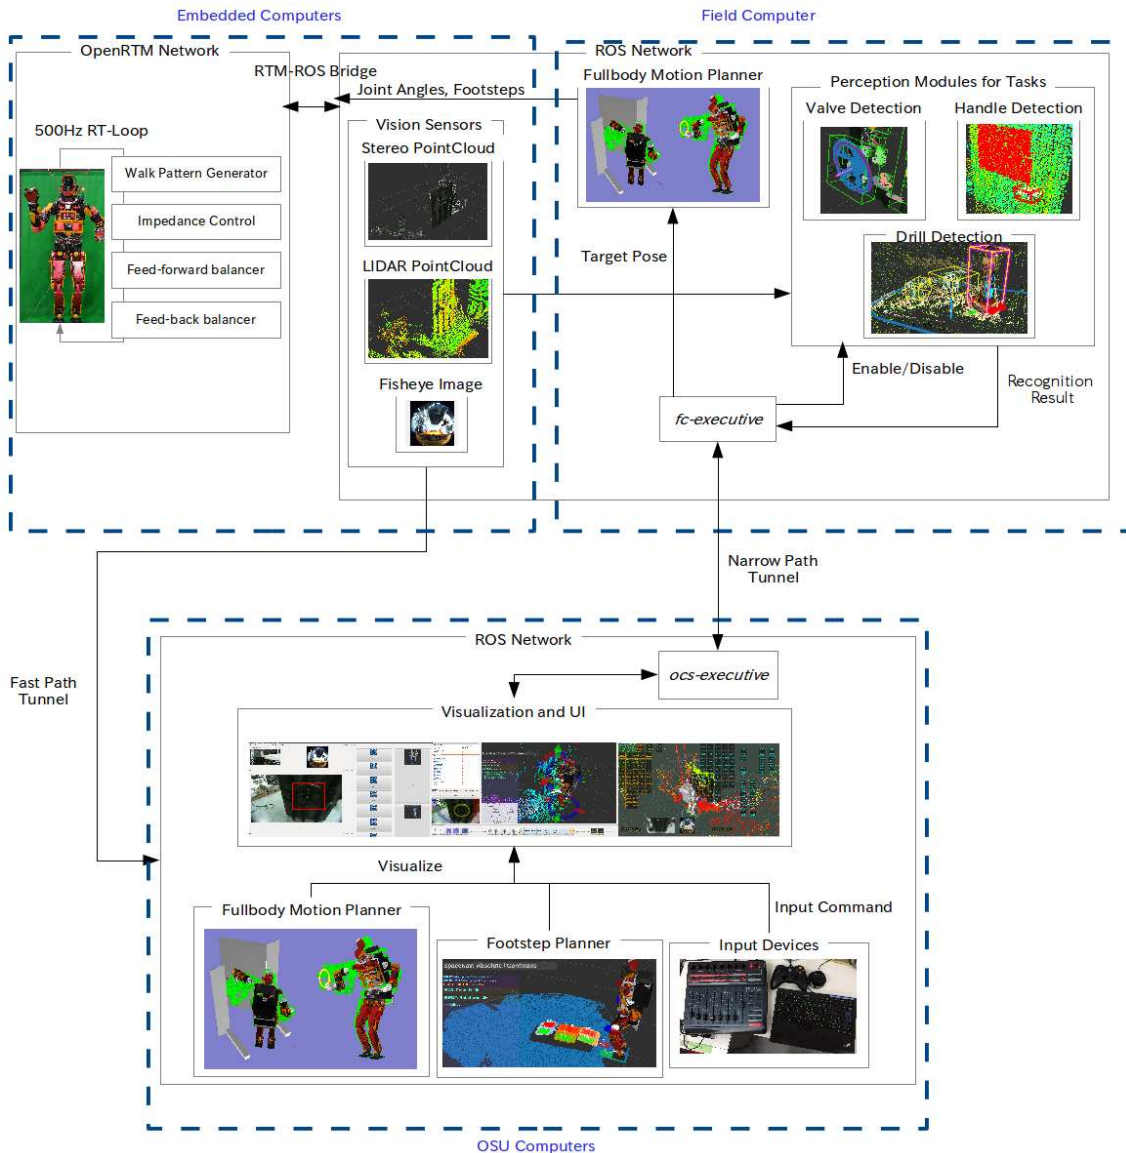 Embedded Computers
Field Computer
OpenRTM Network
ROS Network
RTM-ROS Bridge
Joint Angles, Footsteps
Fullbody Motion Planner
Perception Modules for Tasks
Valve Detection
Handle Detection
Vision Sensors
Stereo PointCloud
500Hz RT-Loop
Walk Pattern Generator
Impedance Control
Feed-forward balancer
Feed-back balancer
Drill Detection
Target Pose
LIDAR PointCloud
Enable/Disable
Recognition
Result
Fisheye Image
fc-executive
Narrow Path
Tunnel
ROS Network
Fast Path
Tunnel
ocs-executive
Visualization and UI
Visualize
Input Command
Fullbody Motion Planner
Footstep Planner
Input Devices
OSU Computers